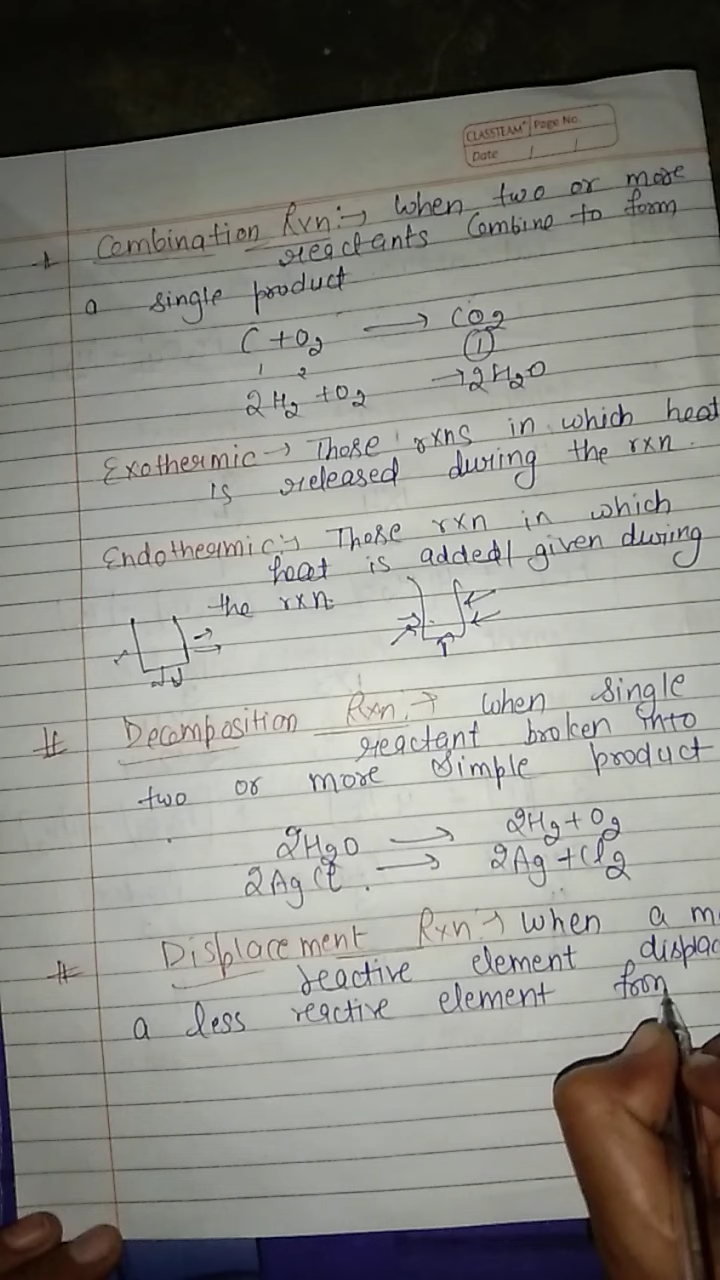 CLASSTEAM Page No.
Date / /
Combination Rxn:→ When two or more
reactants Combine to form
a single product
C + O2 → CO2
1 2 1
2H2 + O2 → 2H2O
Exothermic → Those rxns in which heat
is released during the rxn.
Endothermic:→ Those rxn in which
heat is added/given during
the rxn.
# Decomposition Rxn:→ When single
reactant broken into
two or more simple product
2H2O → 2H2 + O2
2AgCl → 2Ag + Cl2
# Displacement Rxn:→ When a m
reactive element displac
a less reactive element from